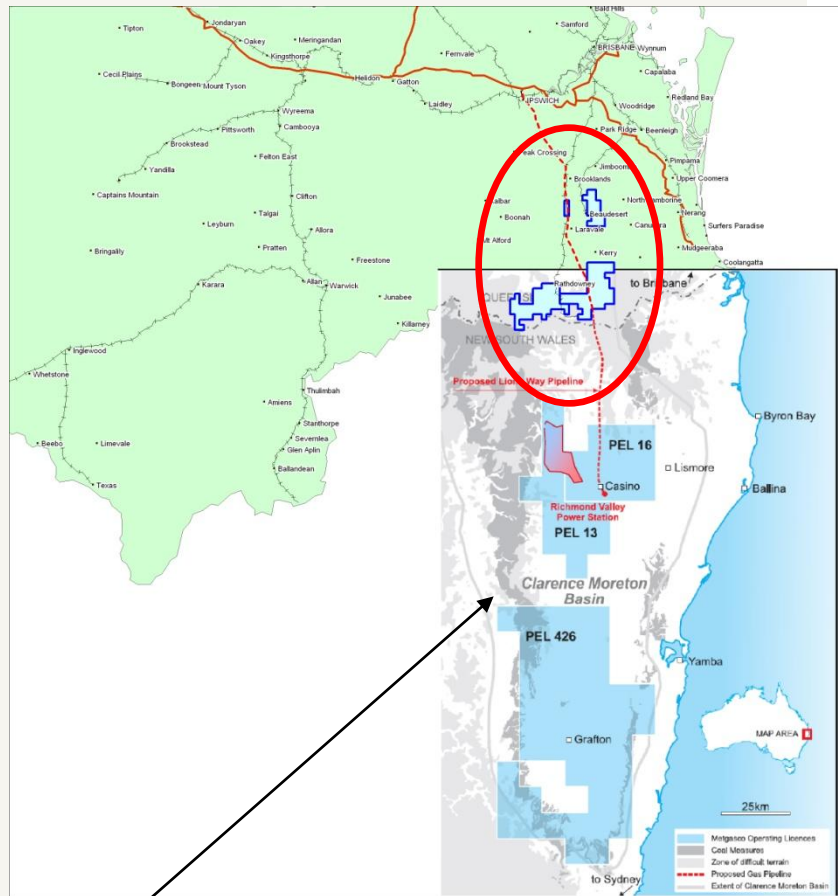 Bald Hills
Samford
Jondaryan
Tipton
Oakey
Meringandan
Kingsthorpe
Fernvale
BRISBANE
Wynnum
Cecil Plains
Bongeen
Mount Tyson
Helidon
Gatton
Capalaba
Laidley
IPSWICH
Redland Bay
Wyreema
Woodridge
Cambooya
Pittsworth
Park Ridge
Beenleigh
Brookstead
Felton East
Peak Crossing
Jimboomba
Pimpama
Yandilla
Brooklands
Upper Coomera
Captains Mountain
Clifton
Kalbar
North Tamborine
Talgai
Boonah
Beaudesert
Nerang
Leyburn
Allora
Laravale
Canungra
Surfers Paradise
Mt Alford
Mudgeeraba
Bringalily
Pratten
Freestone
Kerry
Coolangatta
Karara
Allan
Warwick
Rathdowney
to Brisbane
Junabee
QUEENSLAND
Killarney
NEW SOUTH WALES
Inglewood
Whetstone
Proposed Lions Way Pipeline
Thulimbah
Amiens
Byron Bay
Stanthorpe
Beebo
Limevale
Severnlea
Glen Aplin
PEL 16
Lismore
Ballandean
Texas
Casino
Ballina
Richmond Valley
Power Station
PEL 13
Clarence Moreton
Basin
PEL 426
Yamba
MAP AREA
Grafton
25km
Metgasco Operating Licences
Coal Measures
Zone of difficult terrain
Proposed Gas Pipeline
Extent of Clarence Moreton Basin
to Sydney